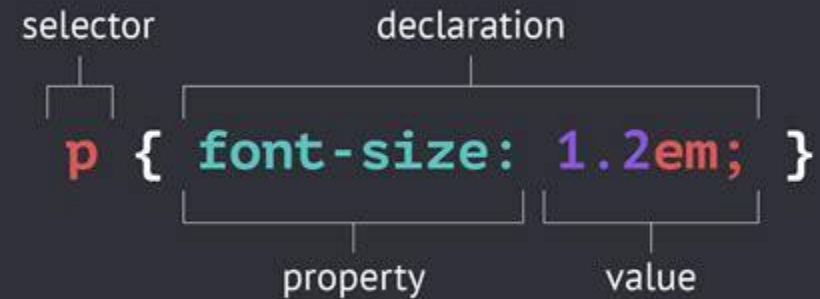 selector declaration
p { font-size: 1.2em; }
property value